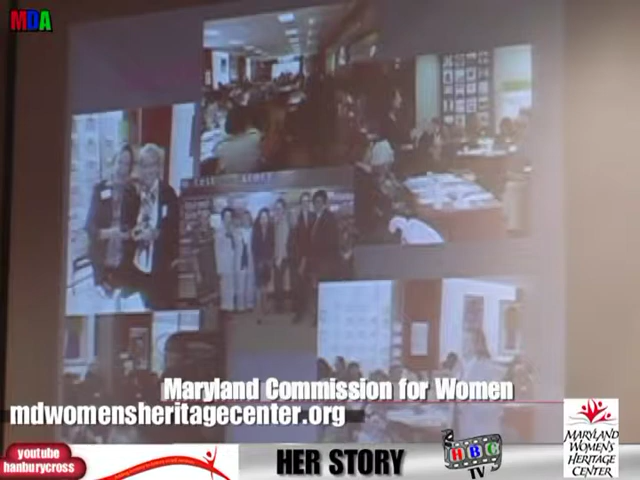 MDA
Maryland Commission for Women
mdwomensheritagecenter.org
youtube
hanburycross
HER STORY
HBC
TV
MARYLAND
WOMEN'S
HERITAGE
CENTER